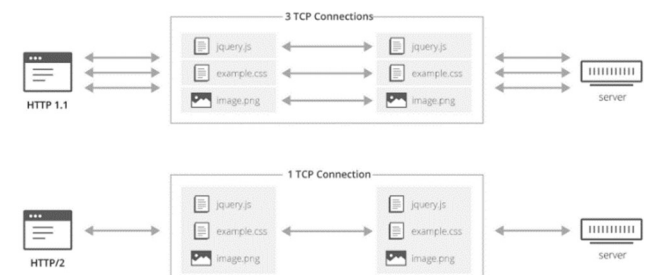 3 TCP Connections
jquery.js
jquery.js
example.css
example.css
image.png
image.png
HTTP 1.1
server
1 TCP Connection
jquery.js
jquery.js
example.css
example.css
image.png
image.png
HTTP/2
server